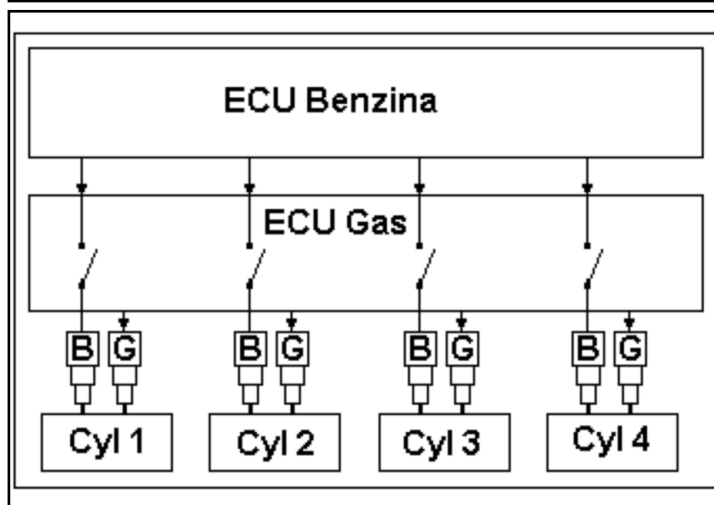 ECU Benzina
ECU Gas
B G B G B G B G
Cyl 1 Cyl 2 Cyl 3 Cyl 4